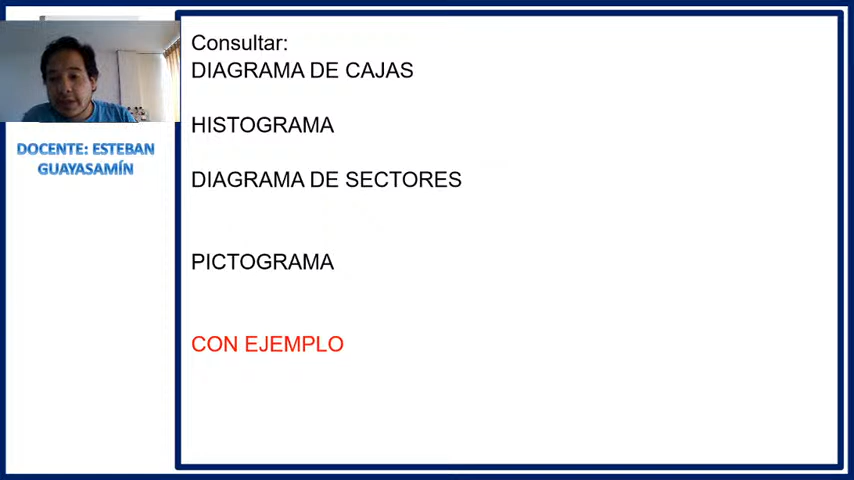 Consultar:
DIAGRAMA DE CAJAS
HISTOGRAMA
DIAGRAMA DE SECTORES
PICTOGRAMA
CON EJEMPLO
DOCENTE: ESTEBAN
GUAYASAMÍN